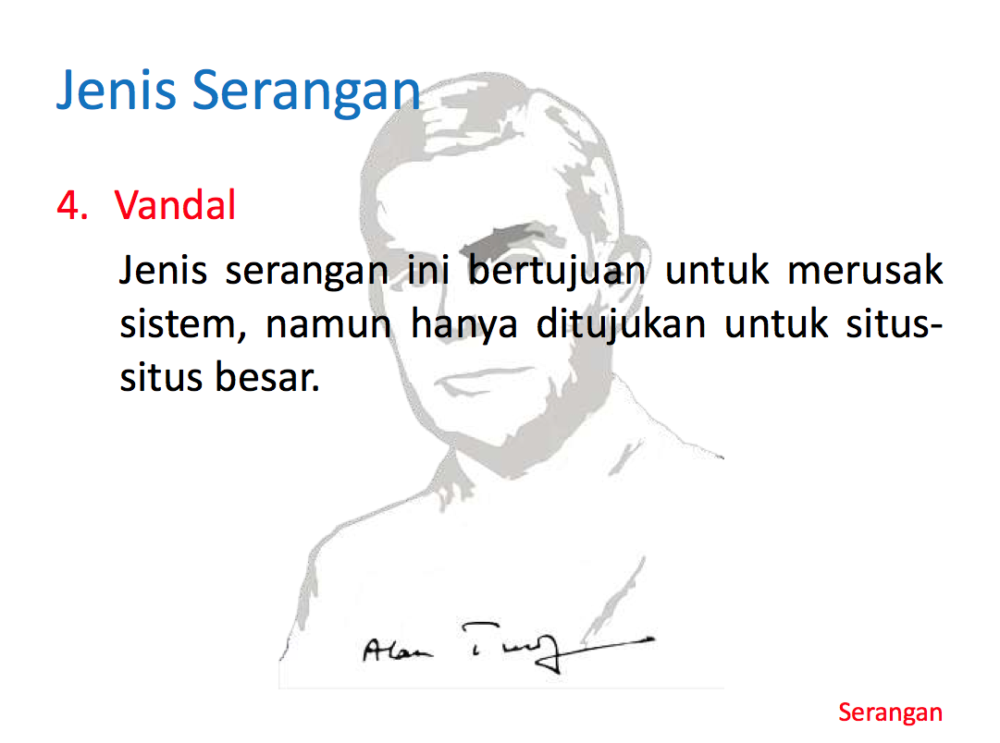 Jenis Serangan
4. Vandal
Jenis serangan ini bertujuan untuk merusak
sistem, namun hanya ditujukan untuk situs-
situs besar.
Alan Turing
Serangan